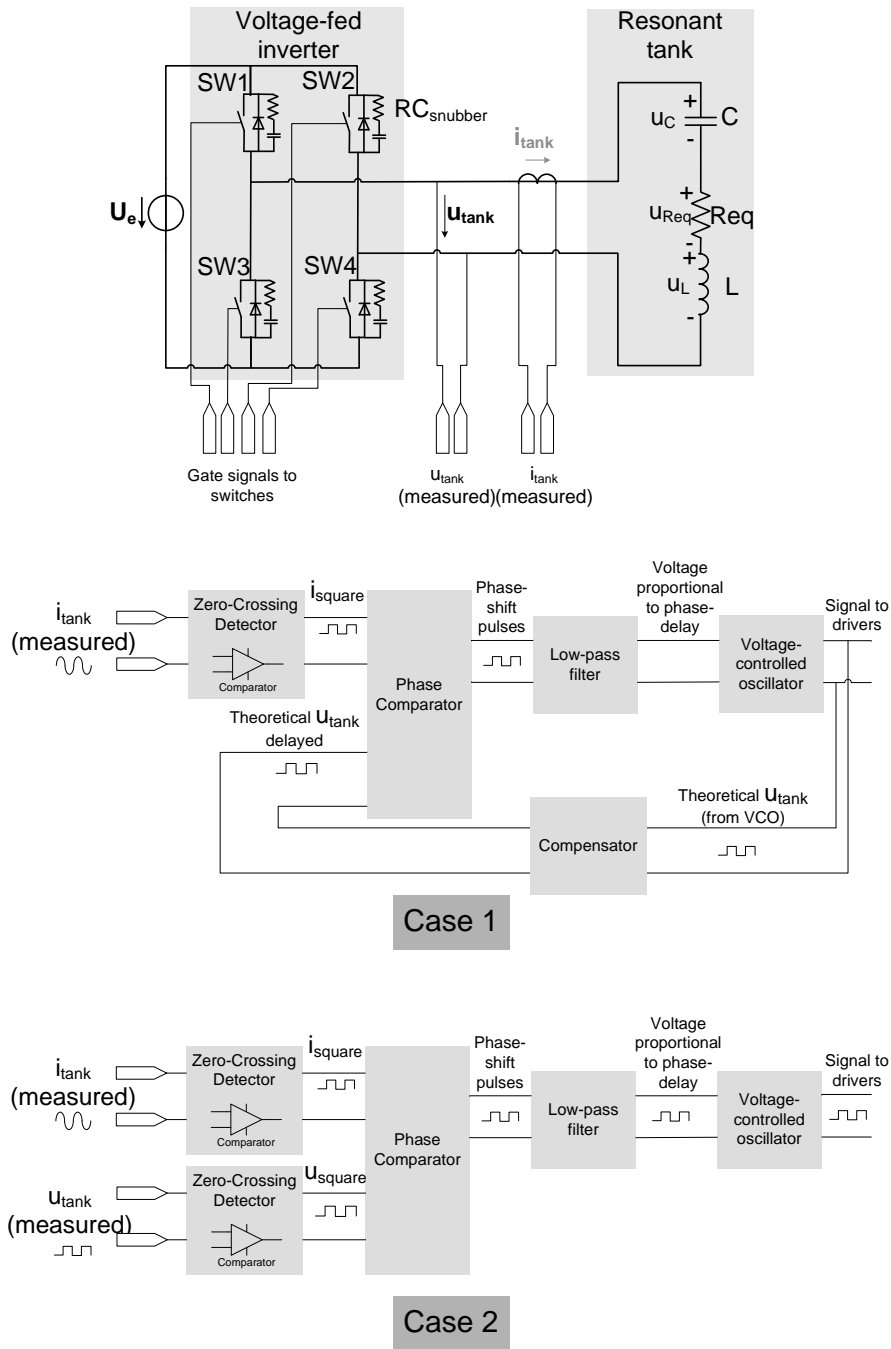 Voltage-fed
inverter
Resonant
tank
SW1
SW2
RCsnubber
uC
+
-
C
itank
Ue
utank
uReq
+
-
Req
SW3
SW4
uL
+
-
L
Gate signals to
switches
utank
(measured)
itank
(measured)
itank
(measured)
Zero-Crossing
Detector
Comparator
isquare
Phase
Comparator
Phase-
shift
pulses
Low-pass
filter
Voltage
proportional
to phase-
delay
Voltage-
controlled
oscillator
Signal to
drivers
Theoretical utank
delayed
Compensator
Theoretical utank
(from VCO)
Case 1
itank
(measured)
Zero-Crossing
Detector
Comparator
isquare
utank
(measured)
Zero-Crossing
Detector
Comparator
usquare
Phase
Comparator
Phase-
shift
pulses
Low-pass
filter
Voltage
proportional
to phase-
delay
Voltage-
controlled
oscillator
Signal to
drivers
Case 2